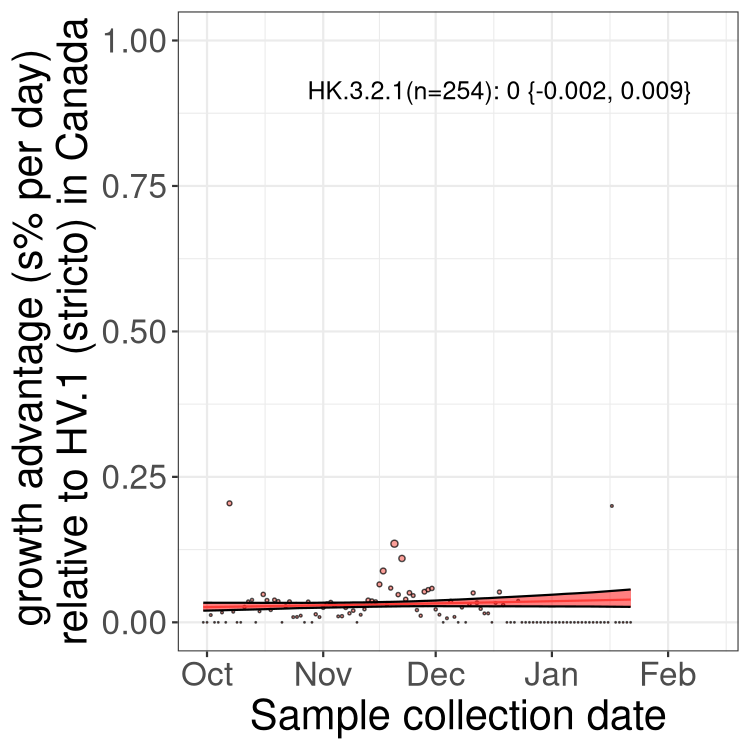 growth advantage (s% per day)
relative to HV.1 (stricto) in Canada
1.00
0.75
0.50
0.25
0.00
HK.3.2.1(n=254): 0 {-0.002, 0.009}
Oct Nov Dec Jan Feb
Sample collection date